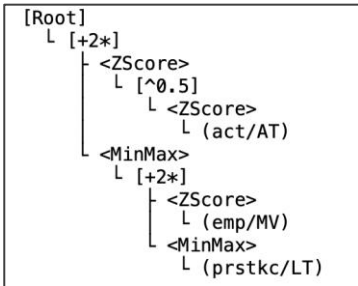 [Root]
└ [+2*]
├ <ZScore>
│ └ [^0.5]
│ └ <ZScore>
│ └ (act/AT)
└ <MinMax>
└ [+2*]
├ <ZScore>
│ └ (emp/MV)
└ <MinMax>
└ (prstkc/LT)